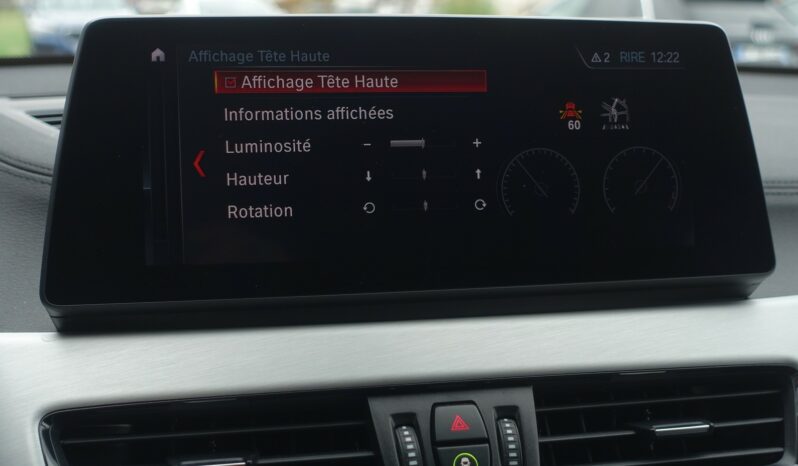 Affichage Tête Haute
2 RIRE 12:22
Affichage Tête Haute
Informations affichées
60
Luminosité - +
Hauteur
Rotation